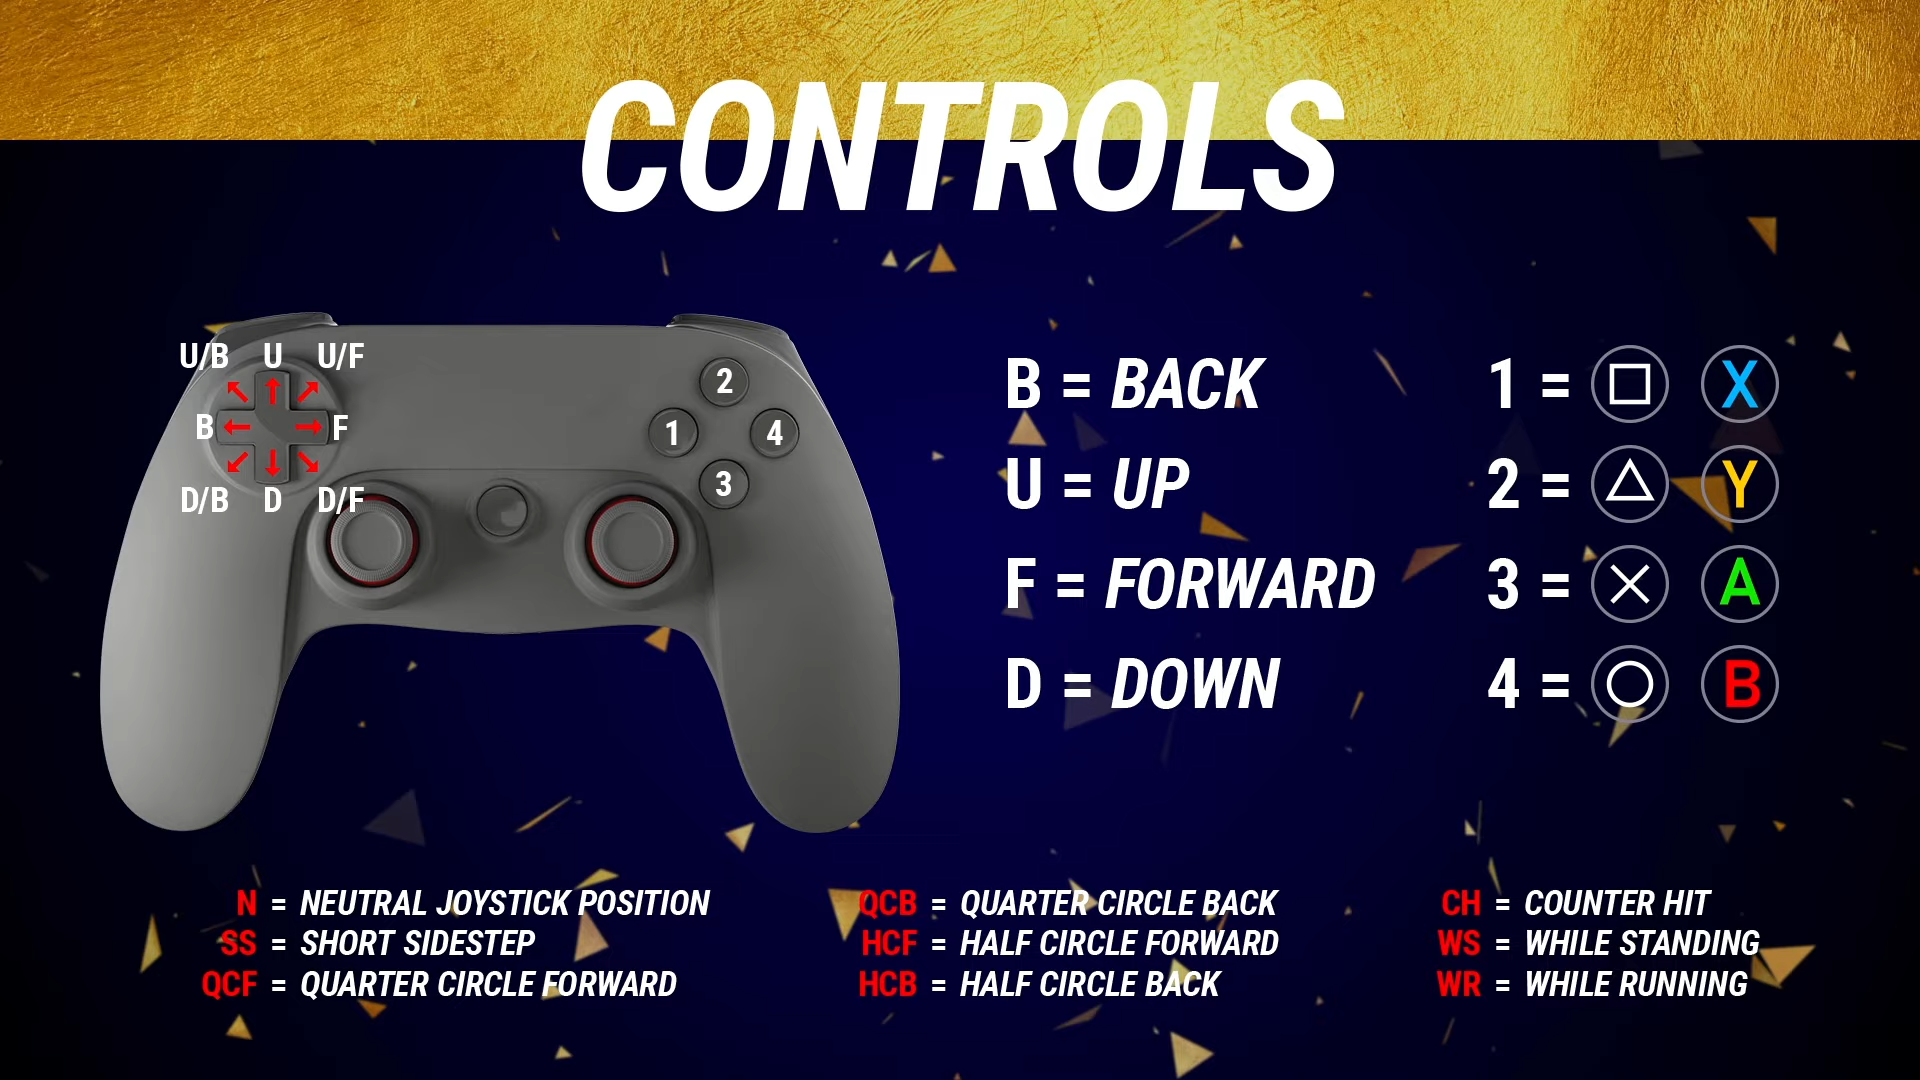 CONTROLS
U/B U U/F
B F
D/B D D/F
2
1 4
3
B = BACK
U = UP
F = FORWARD
D = DOWN
1 = X
2 = Y
3 = A
4 = B
N = NEUTRAL JOYSTICK POSITION
SS = SHORT SIDESTEP
QCF = QUARTER CIRCLE FORWARD
QCB = QUARTER CIRCLE BACK
HCF = HALF CIRCLE FORWARD
HCB = HALF CIRCLE BACK
CH = COUNTER HIT
WS = WHILE STANDING
WR = WHILE RUNNING